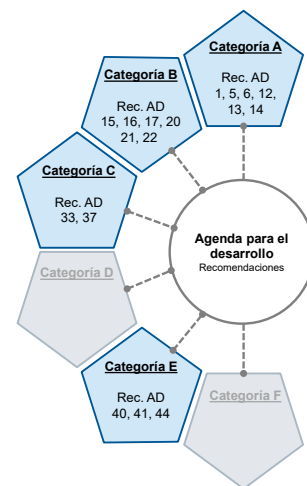 Categoría A
Rec. AD
1, 5, 6, 12,
13, 14
Categoría B
Rec. AD
15, 16, 17, 20
21, 22
Categoría C
Rec. AD
33, 37
Categoría D
Categoría E
Rec. AD
40, 41, 44
Categoría F
Agenda para el
desarrollo
Recomendaciones